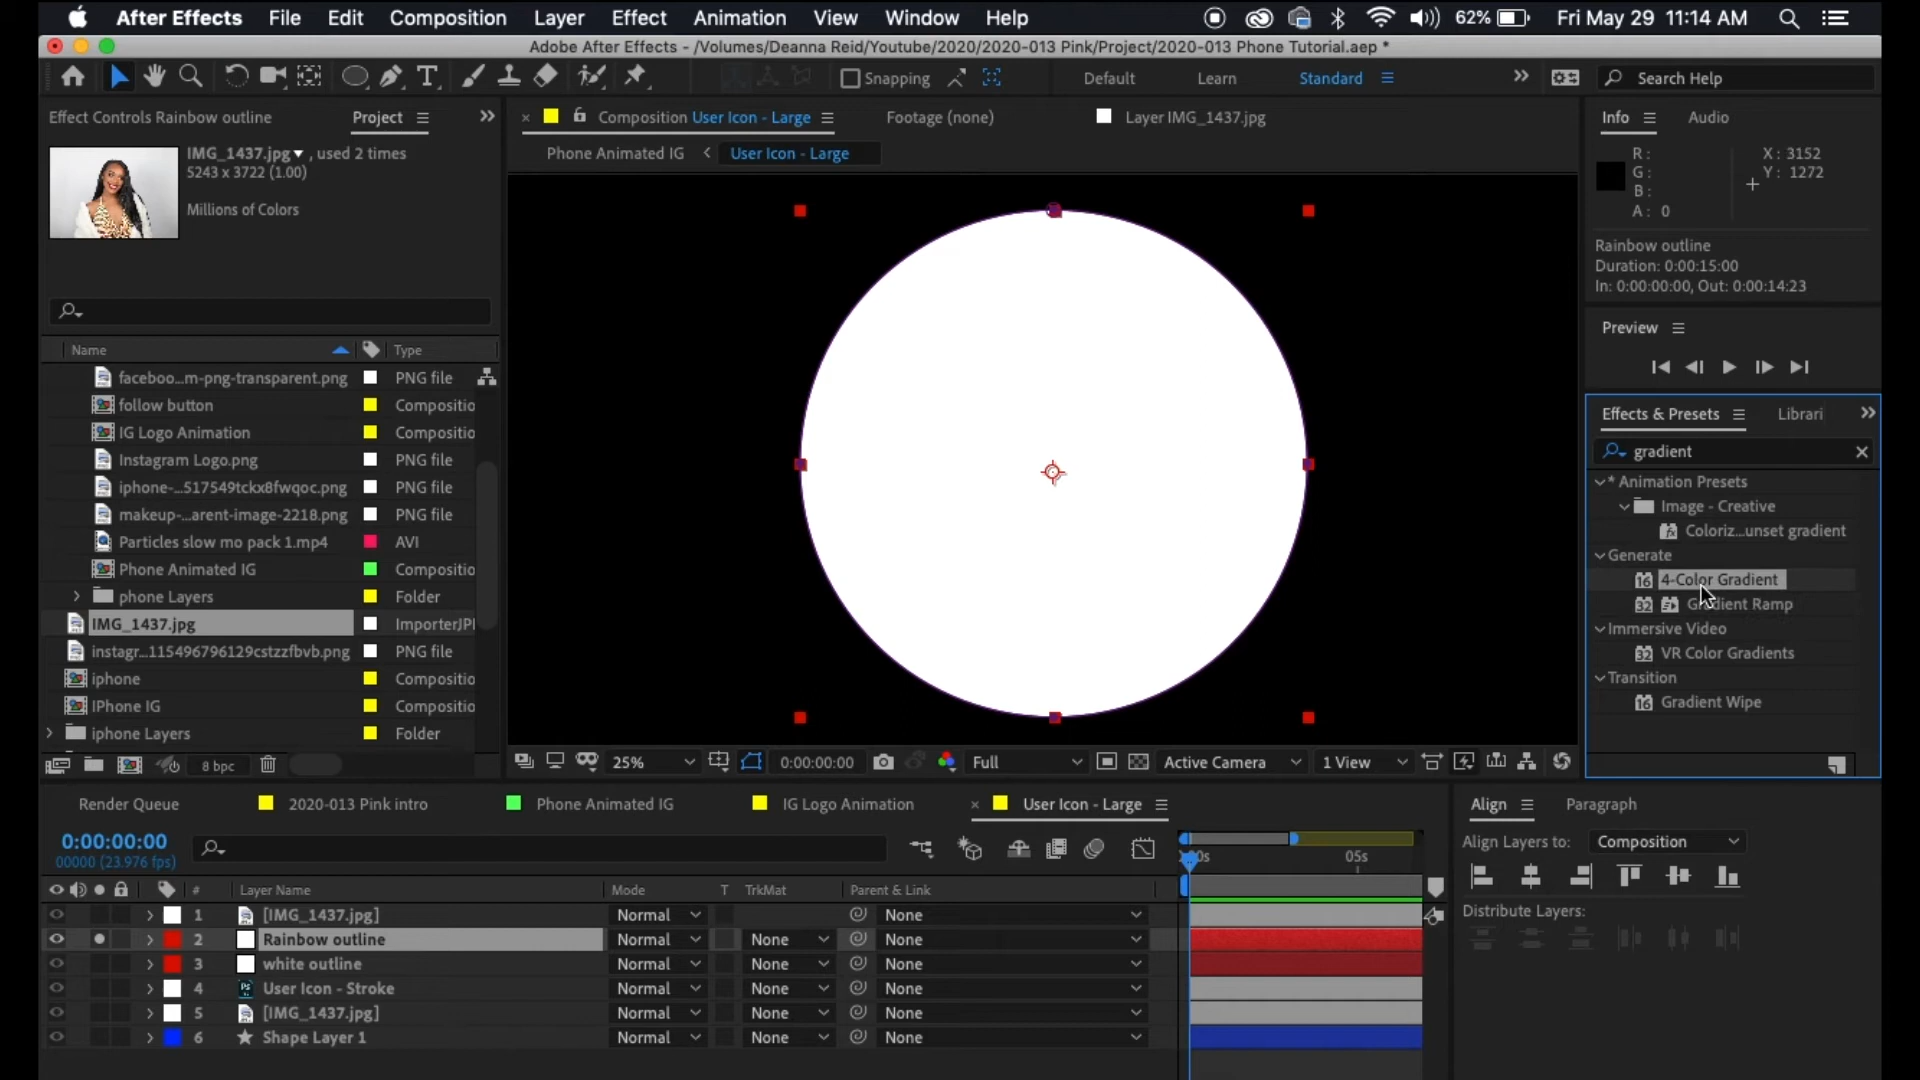 After Effects File Edit Composition Layer Effect Animation View Window Help 62% Fri May 29 11:14 AM
Adobe After Effects - /Volumes/Deanna Reid/Youtube/2020/2020-013 Pink/Project/2020-013 Phone Tutorial.aep *
Snapping Default Learn Standard Search Help
Effect Controls Rainbow outline Project
IMG_1437.jpg , used 2 times
5243 x 3722 (1.00)
Millions of Colors
Name Type
faceboo...m-png-transparent.png PNG file
follow button Compositio
IG Logo Animation Compositio
Instagram Logo.png PNG file
iphone-...517549tckx8fwqoc.png PNG file
makeup-...arent-image-2218.png PNG file
Particles slow mo pack 1.mp4 AVI
Phone Animated IG Compositio
phone Layers Folder
IMG_1437.jpg ImporterJPI
instagr...115496796129cstzzfbvb.png PNG file
iphone Compositio
IPhone IG Compositio
iphone Layers Folder
8 bpc
Composition User Icon - Large Footage (none) Layer IMG_1437.jpg
Phone Animated IG User Icon - Large
25% 0:00:00:00 Full Active Camera 1 View
Info Audio
R: X: 3152
G: Y: 1272
B:
A: 0
Rainbow outline
Duration: 0:00:15:00
In: 0:00:00:00, Out: 0:00:14:23
Preview
Effects & Presets Librari
gradient
* Animation Presets
Image - Creative
Coloriz...unset gradient
Generate
16 4-Color Gradient
32 Gradient Ramp
Immersive Video
32 VR Color Gradients
Transition
16 Gradient Wipe
Render Queue 2020-013 Pink intro Phone Animated IG IG Logo Animation User Icon - Large
0:00:00:00
00000 (23.976 fps)
05s
# Layer Name Mode T TrkMat Parent & Link
1 [IMG_1437.jpg] Normal None
2 Rainbow outline Normal None None
3 white outline Normal None None
4 User Icon - Stroke Normal None None
5 [IMG_1437.jpg] Normal None None
6 Shape Layer 1 Normal None None
Align Paragraph
Align Layers to: Composition
Distribute Layers: